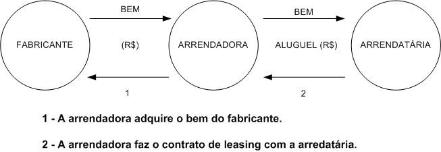 BEM
BEM
FABRICANTE
(R$)
ARRENDADORA
ALUGUEL (R$)
ARRENDATÁRIA
1
2
1 - A arrendadora adquire o bem do fabricante.
2 - A arrendadora faz o contrato de leasing com a arredatária.